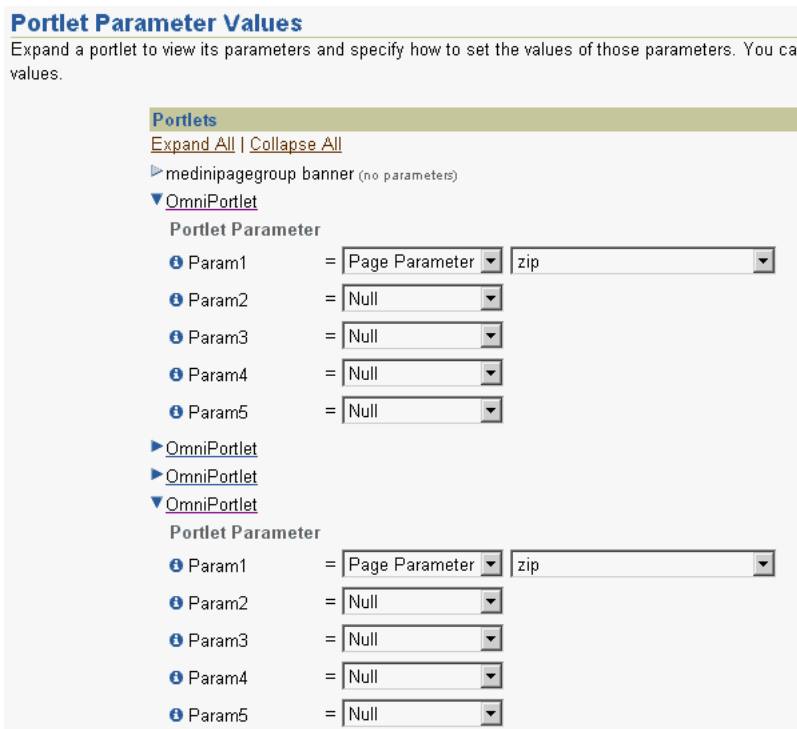 Portlet Parameter Values
Expand a portlet to view its parameters and specify how to set the values of those parameters. You ca
values.
Portlets
Expand All | Collapse All
medinipagegroup banner (no parameters)
OmniPortlet
Portlet Parameter
Param1 = Page Parameter zip
Param2 = Null
Param3 = Null
Param4 = Null
Param5 = Null
OmniPortlet
OmniPortlet
OmniPortlet
Portlet Parameter
Param1 = Page Parameter zip
Param2 = Null
Param3 = Null
Param4 = Null
Param5 = Null